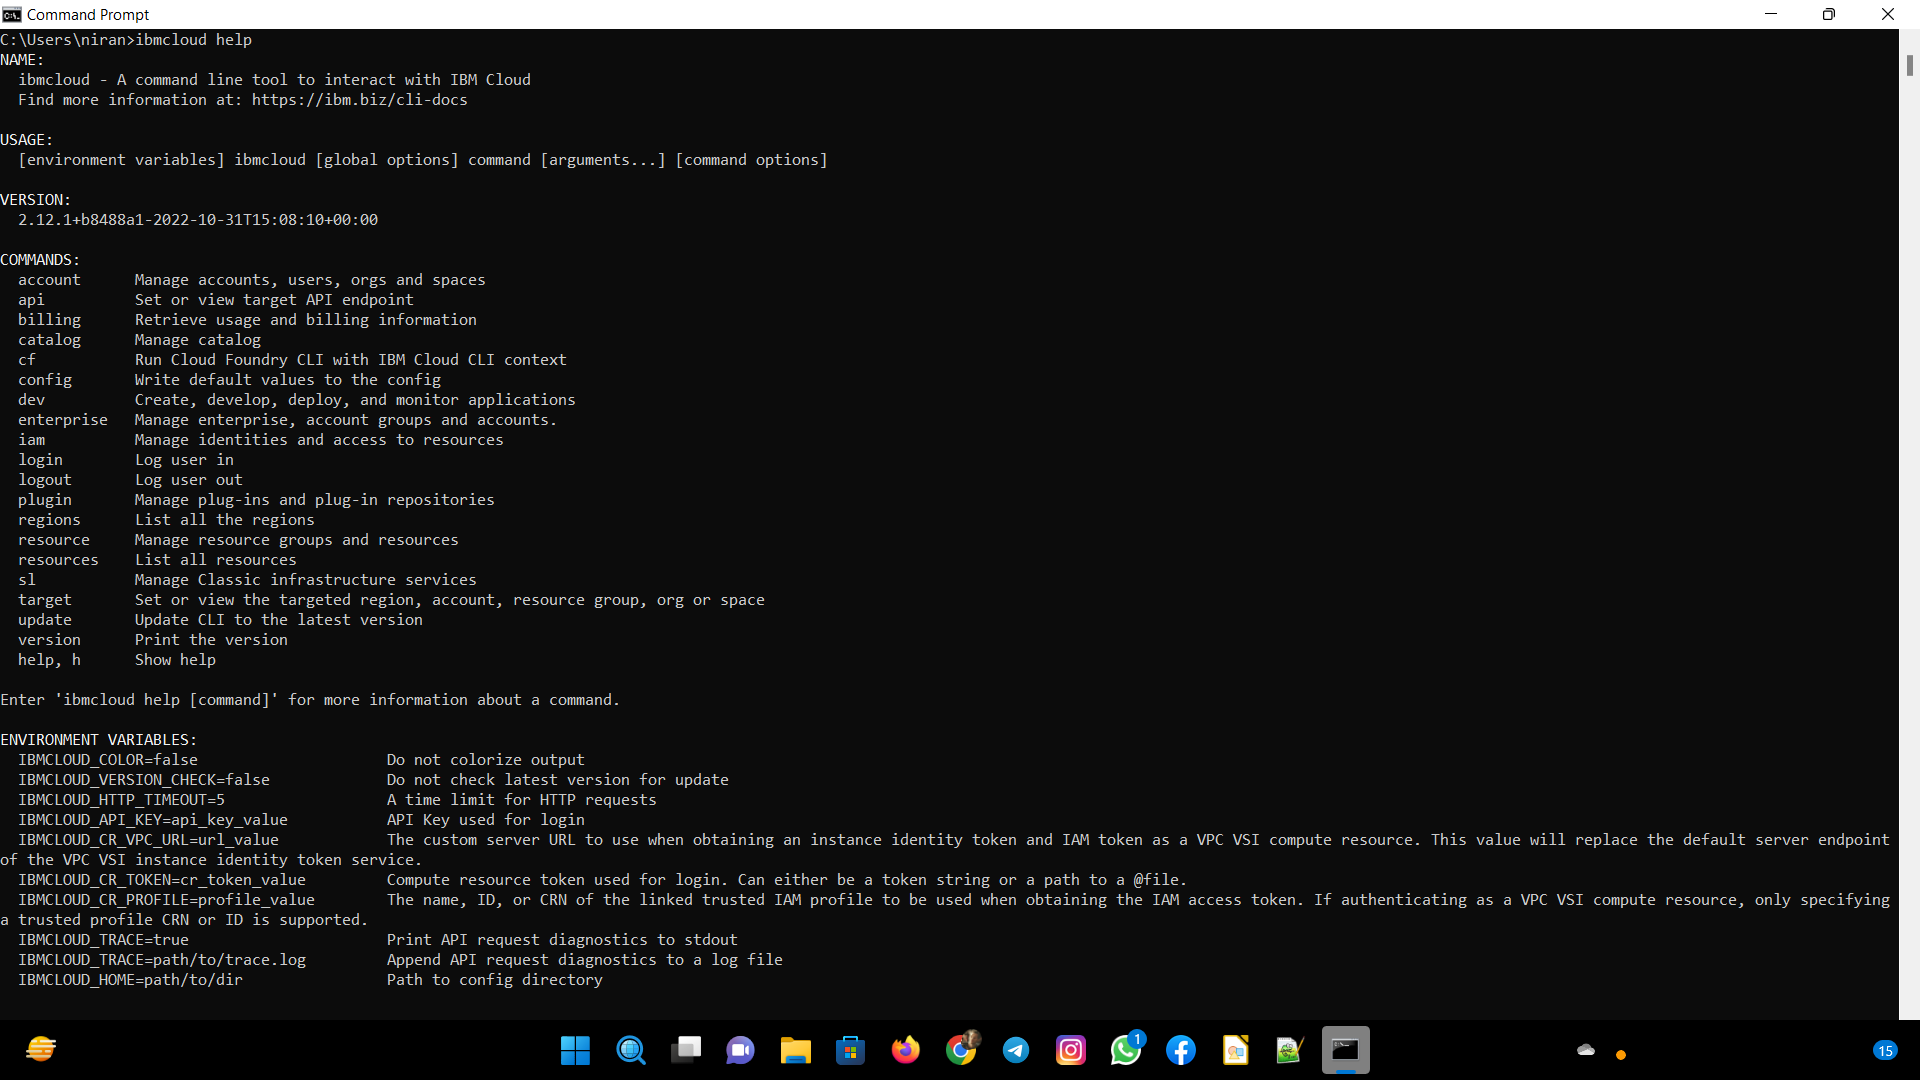 Command Prompt
C:\Users\niran>ibmcloud help
NAME:
  ibmcloud - A command line tool to interact with IBM Cloud
  Find more information at: https://ibm.biz/cli-docs

USAGE:
  [environment variables] ibmcloud [global options] command [arguments...] [command options]

VERSION:
  2.12.1+b8488a1-2022-10-31T15:08:10+00:00

COMMANDS:
  account      Manage accounts, users, orgs and spaces
  api          Set or view target API endpoint
  billing      Retrieve usage and billing information
  catalog      Manage catalog
  cf           Run Cloud Foundry CLI with IBM Cloud CLI context
  config       Write default values to the config
  dev          Create, develop, deploy, and monitor applications
  enterprise   Manage enterprise, account groups and accounts.
  iam          Manage identities and access to resources
  login        Log user in
  logout       Log user out
  plugin       Manage plug-ins and plug-in repositories
  regions      List all the regions
  resource     Manage resource groups and resources
  resources    List all resources
  sl           Manage Classic infrastructure services
  target       Set or view the targeted region, account, resource group, org or space
  update       Update CLI to the latest version
  version      Print the version
  help, h      Show help

Enter 'ibmcloud help [command]' for more information about a command.

ENVIRONMENT VARIABLES:
  IBMCLOUD_COLOR=false                     Do not colorize output
  IBMCLOUD_VERSION_CHECK=false             Do not check latest version for update
  IBMCLOUD_HTTP_TIMEOUT=5                  A time limit for HTTP requests
  IBMCLOUD_API_KEY=api_key_value           API Key used for login
  IBMCLOUD_CR_VPC_URL=url_value            The custom server URL to use when obtaining an instance identity token and IAM token as a VPC VSI compute resource. This value will replace the default server endpoint
of the VPC VSI instance identity token service.
  IBMCLOUD_CR_TOKEN=cr_token_value         Compute resource token used for login. Can either be a token string or a path to a @file.
  IBMCLOUD_CR_PROFILE=profile_value        The name, ID, or CRN of the linked trusted IAM profile to be used when obtaining the IAM access token. If authenticating as a VPC VSI compute resource, only specifying
a trusted profile CRN or ID is supported.
  IBMCLOUD_TRACE=true                      Print API request diagnostics to stdout
  IBMCLOUD_TRACE=path/to/trace.log         Append API request diagnostics to a log file
  IBMCLOUD_HOME=path/to/dir                Path to config directory
1
15